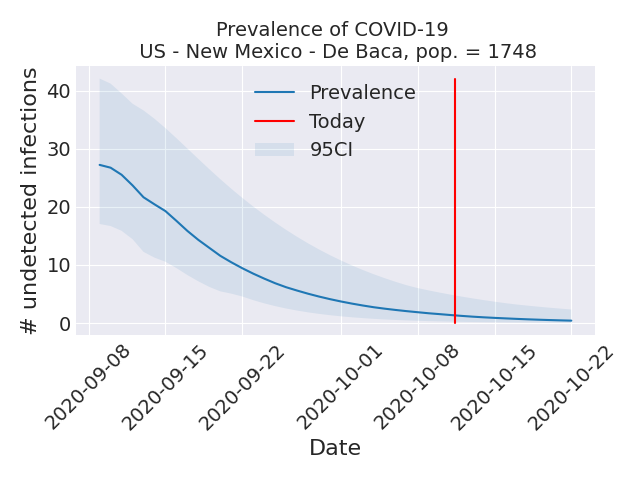 Prevalence of COVID-19
US - New Mexico - De Baca, pop. = 1748
# undetected infections
40
30
20
10
0
Prevalence
Today
95CI
2020-09-08
2020-09-15
2020-09-22
2020-10-01
2020-10-08
2020-10-15
2020-10-22
Date